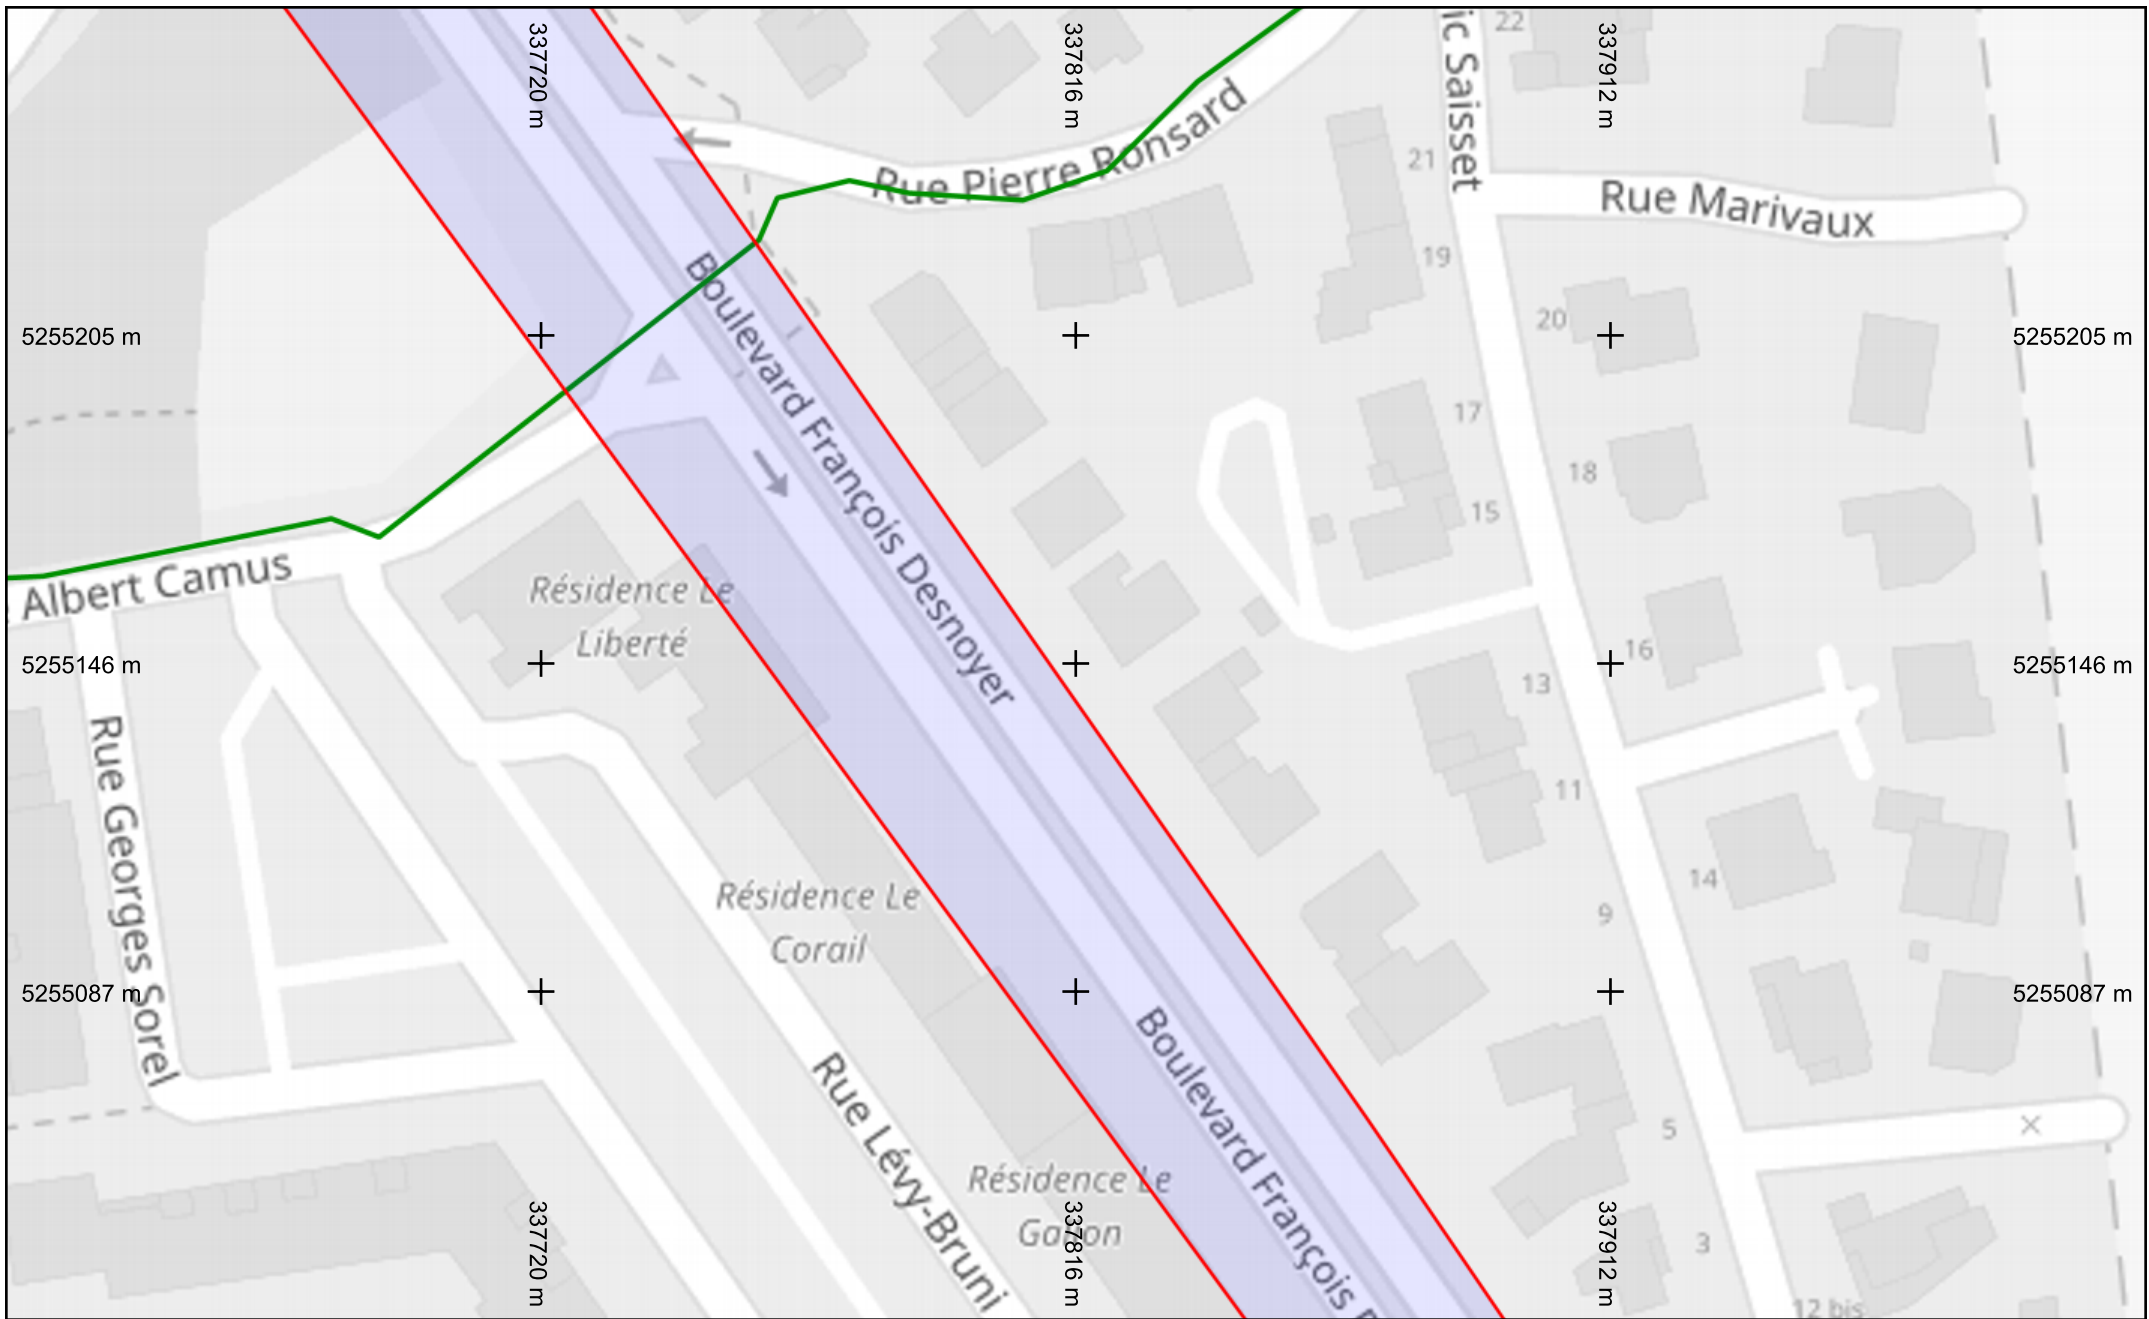 22
337720 m
337816 m
337912 m
ic Saisset
Rue Pierre Ronsard
21
Rue Marivaux
19
20
5255205 m
5255205 m
Boulevard François Desnoyer
17
18
15
Albert Camus
Résidence Le
Liberté
16
5255146 m
5255146 m
13
11
Rue Georges Sorel
14
Résidence Le
Corail
9
5255087 m
5255087 m
Boulevard François
Rue Lévy-Bruni
5
Résidence Le
Galion
3
337720 m
337816 m
337912 m
12 bis